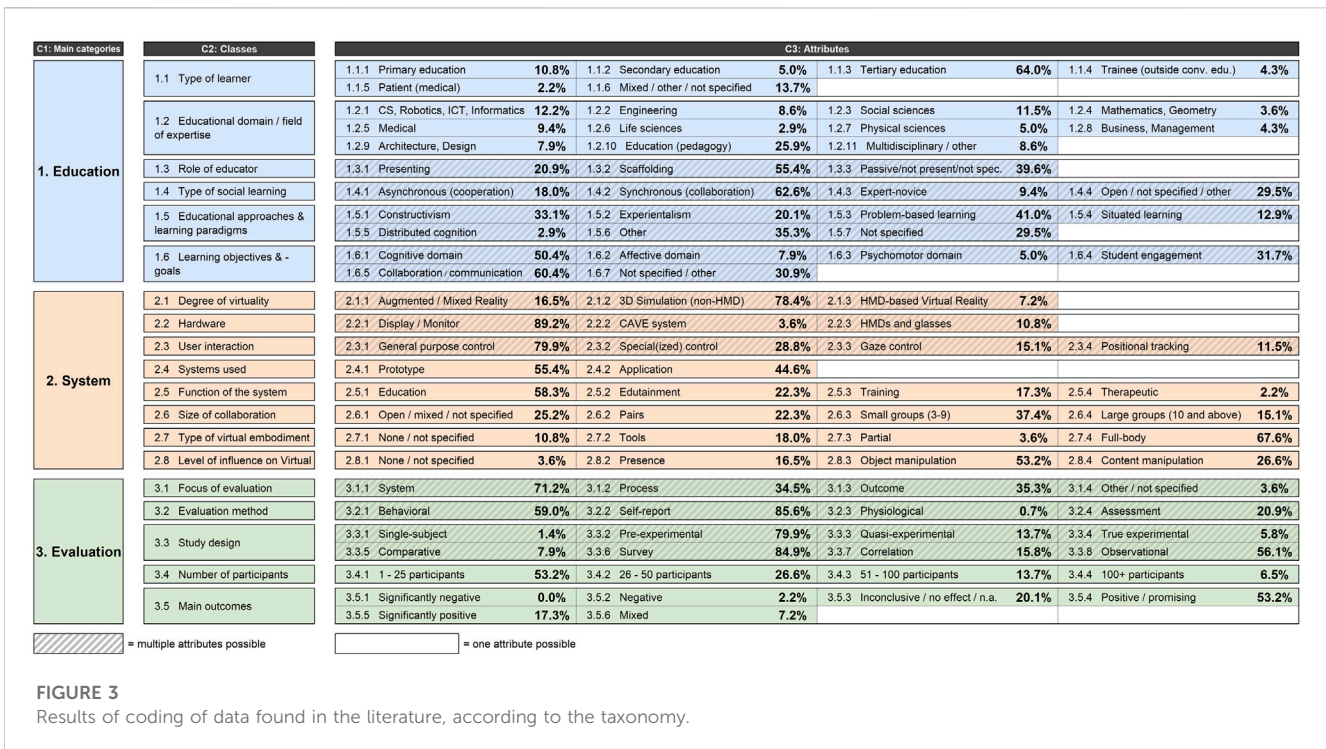 C1: Main categories C2: Classes C3: Attributes
1. Education
1.1 Type of learner
1.1.1 Primary education 10.8% 1.1.2 Secondary education 5.0% 1.1.3 Tertiary education 64.0% 1.1.4 Trainee (outside conv. edu.) 4.3%
1.1.5 Patient (medical) 2.2% 1.1.6 Mixed / other / not specified 13.7%
1.2 Educational domain / field of expertise
1.2.1 CS, Robotics, ICT, Informatics 12.2% 1.2.2 Engineering 8.6% 1.2.3 Social sciences 11.5% 1.2.4 Mathematics, Geometry 3.6%
1.2.5 Medical 9.4% 1.2.6 Life sciences 2.9% 1.2.7 Physical sciences 5.0% 1.2.8 Business, Management 4.3%
1.2.9 Architecture, Design 7.9% 1.2.10 Education (pedagogy) 25.9% 1.2.11 Multidisciplinary / other 8.6%
1.3 Role of educator
1.3.1 Presenting 20.9% 1.3.2 Scaffolding 55.4% 1.3.3 Passive/not present/not spec. 39.6%
1.4 Type of social learning
1.4.1 Asynchronous (cooperation) 18.0% 1.4.2 Synchronous (collaboration) 62.6% 1.4.3 Expert-novice 9.4% 1.4.4 Open / not specified / other 29.5%
1.5 Educational approaches & learning paradigms
1.5.1 Constructivism 33.1% 1.5.2 Experientalism 20.1% 1.5.3 Problem-based learning 41.0% 1.5.4 Situated learning 12.9%
1.5.5 Distributed cognition 2.9% 1.5.6 Other 35.3% 1.5.7 Not specified 29.5%
1.6 Learning objectives & - goals
1.6.1 Cognitive domain 50.4% 1.6.2 Affective domain 7.9% 1.6.3 Psychomotor domain 5.0% 1.6.4 Student engagement 31.7%
1.6.5 Collaboration / communication 60.4% 1.6.7 Not specified / other 30.9%
2. System
2.1 Degree of virtuality
2.1.1 Augmented / Mixed Reality 16.5% 2.1.2 3D Simulation (non-HMD) 78.4% 2.1.3 HMD-based Virtual Reality 7.2%
2.2 Hardware
2.2.1 Display / Monitor 89.2% 2.2.2 CAVE system 3.6% 2.2.3 HMDs and glasses 10.8%
2.3 User interaction
2.3.1 General purpose control 79.9% 2.3.2 Special(ized) control 28.8% 2.3.3 Gaze control 15.1% 2.3.4 Positional tracking 11.5%
2.4 Systems used
2.4.1 Prototype 55.4% 2.4.2 Application 44.6%
2.5 Function of the system
2.5.1 Education 58.3% 2.5.2 Edutainment 22.3% 2.5.3 Training 17.3% 2.5.4 Therapeutic 2.2%
2.6 Size of collaboration
2.6.1 Open / mixed / not specified 25.2% 2.6.2 Pairs 22.3% 2.6.3 Small groups (3-9) 37.4% 2.6.4 Large groups (10 and above) 15.1%
2.7 Type of virtual embodiment
2.7.1 None / not specified 10.8% 2.7.2 Tools 18.0% 2.7.3 Partial 3.6% 2.7.4 Full-body 67.6%
2.8 Level of influence on Virtual
2.8.1 None / not specified 3.6% 2.8.2 Presence 16.5% 2.8.3 Object manipulation 53.2% 2.8.4 Content manipulation 26.6%
3. Evaluation
3.1 Focus of evaluation
3.1.1 System 71.2% 3.1.2 Process 34.5% 3.1.3 Outcome 35.3% 3.1.4 Other / not specified 3.6%
3.2 Evaluation method
3.2.1 Behavioral 59.0% 3.2.2 Self-report 85.6% 3.2.3 Physiological 0.7% 3.2.4 Assessment 20.9%
3.3 Study design
3.3.1 Single-subject 1.4% 3.3.2 Pre-experimental 79.9% 3.3.3 Quasi-experimental 13.7% 3.3.4 True experimental 5.8%
3.3.5 Comparative 7.9% 3.3.6 Survey 84.9% 3.3.7 Correlation 15.8% 3.3.8 Observational 56.1%
3.4 Number of participants
3.4.1 1 - 25 participants 53.2% 3.4.2 26 - 50 participants 26.6% 3.4.3 51 - 100 participants 13.7% 3.4.4 100+ participants 6.5%
3.5 Main outcomes
3.5.1 Significantly negative 0.0% 3.5.2 Negative 2.2% 3.5.3 Inconclusive / no effect / n.a. 20.1% 3.5.4 Positive / promising 53.2%
3.5.5 Significantly positive 17.3% 3.5.6 Mixed 7.2%
= multiple attributes possible = one attribute possible
FIGURE 3
Results of coding of data found in the literature, according to the taxonomy.